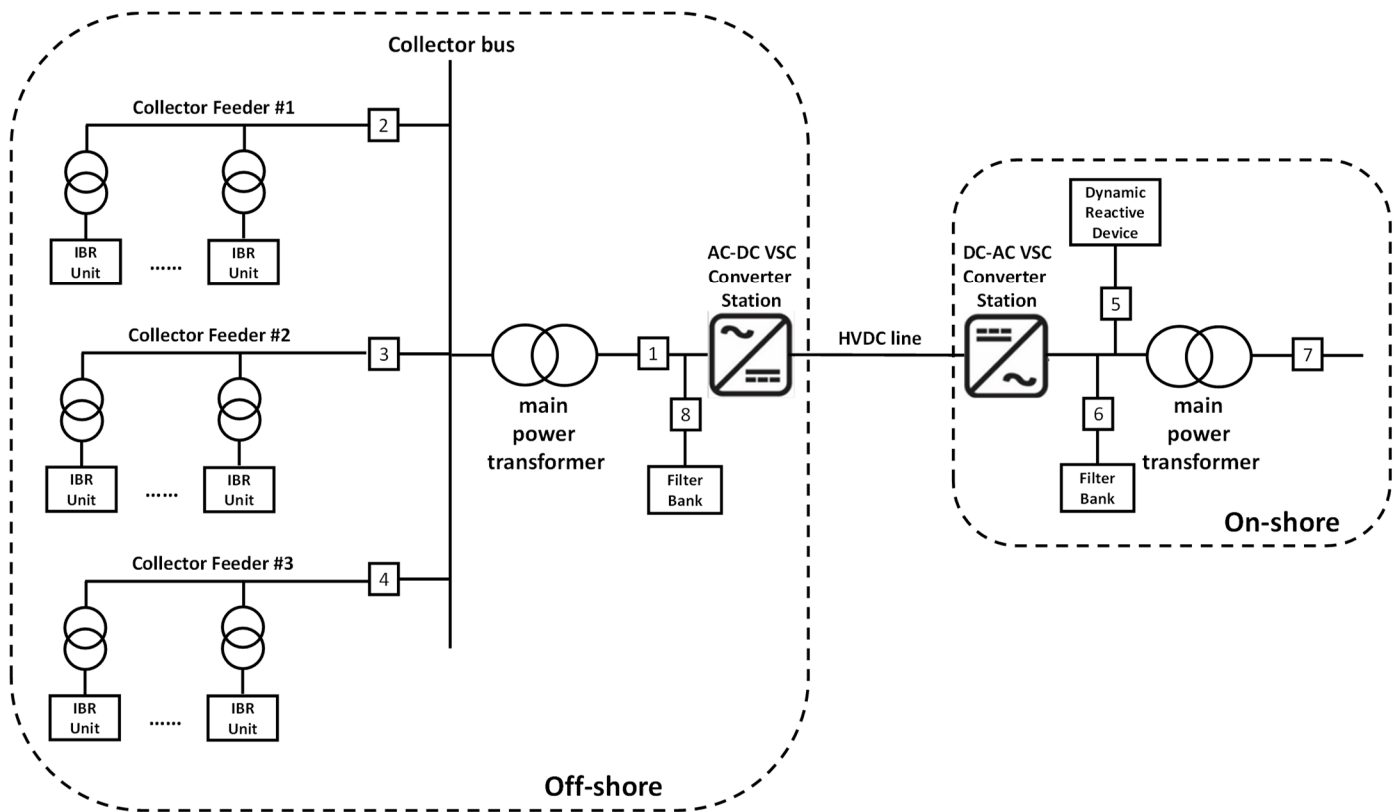 Collector bus
Collector Feeder #1
2
IBR
Unit
......
IBR
Unit
Collector Feeder #2
3
IBR
Unit
......
IBR
Unit
Collector Feeder #3
4
IBR
Unit
......
IBR
Unit
main
power
transformer
1
8
Filter
Bank
AC-DC VSC
Converter
Station
Off-shore
HVDC line
DC-AC VSC
Converter
Station
Dynamic
Reactive
Device
5
6
Filter
Bank
main
power
transformer
7
On-shore